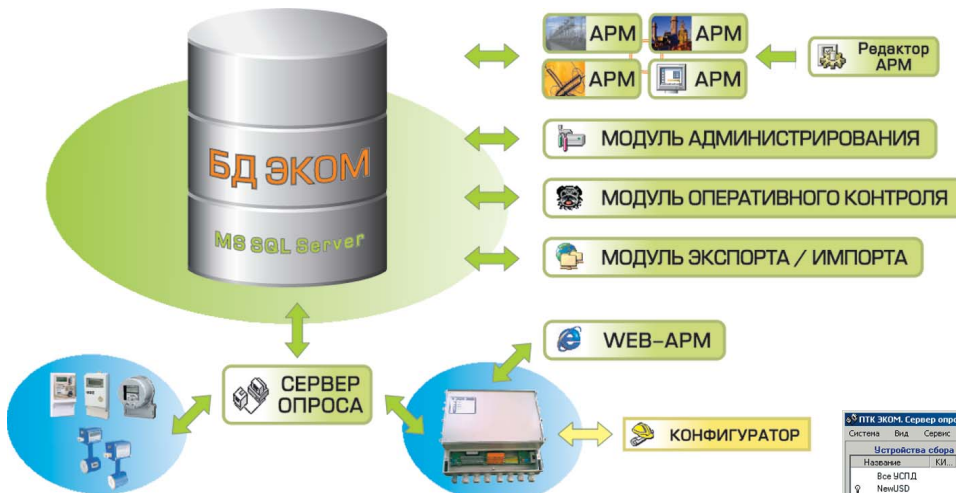 АРМ АРМ
АРМ АРМ
Редактор
АРМ
БД ЭКОМ
MS SQL Server
МОДУЛЬ АДМИНИСТРИРОВАНИЯ
МОДУЛЬ ОПЕРАТИВНОГО КОНТРОЛЯ
МОДУЛЬ ЭКСПОРТА / ИМПОРТА
WEB-АРМ
СЕРВЕР
ОПРОСА
КОНФИГУРАТОР
ПТК ЭКОМ. Сервер опро
Система Вид Сервис
Устройства сбора
Название КИ...
Все УСПД
NewUSD